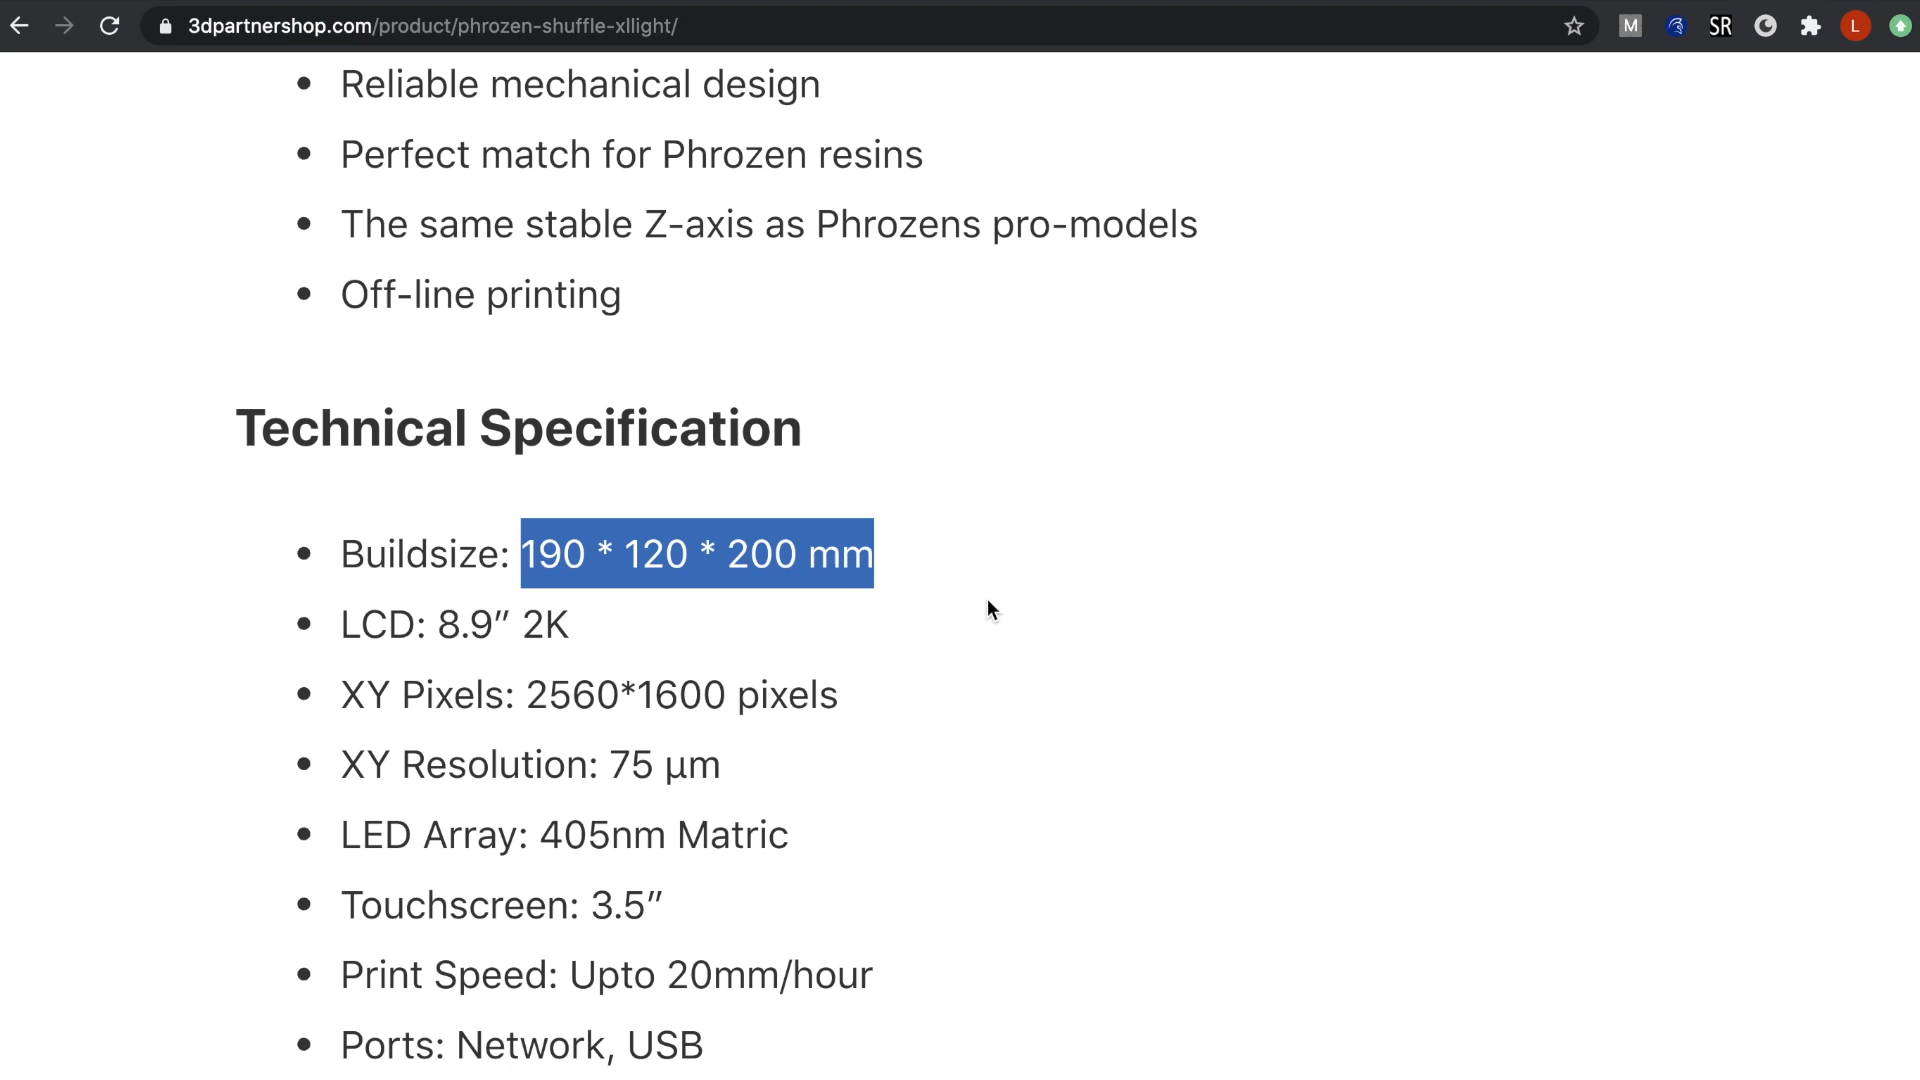 3dpartnershop.com/product/phrozen-shuffle-xllight/
M
SR
L
Reliable mechanical design
Perfect match for Phrozen resins
The same stable Z-axis as Phrozens pro-models
Off-line printing
Technical Specification
Buildsize: 190 * 120 * 200 mm
LCD: 8.9″ 2K
XY Pixels: 2560*1600 pixels
XY Resolution: 75 µm
LED Array: 405nm Matric
Touchscreen: 3.5″
Print Speed: Upto 20mm/hour
Ports: Network, USB